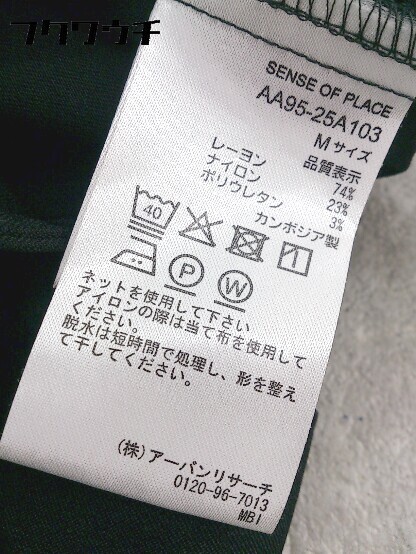 フクワウチ
SENSE OF PLACE
AA95-25A103
M サイズ
品質表示
レーヨン 74%
ナイロン 23%
ポリウレタン 3%
カンボジア製
40
P W
ネットを使用して下さい
アイロンの際は当て布を使用して
ください。
脱水は短時間で処理し、形を整え
て干してください。
(株)アーバンリサーチ
0120-96-7013
MBI